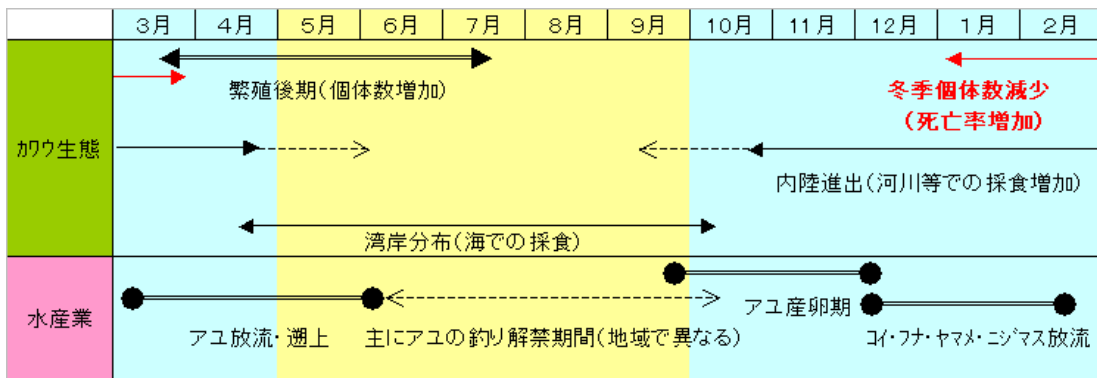 3月 4月 5月 6月 7月 8月 9月 10月 11月 12月 1月 2月
カワウ生態
繁殖後期(個体数増加)
冬季個体数減少
(死亡率増加)
内陸進出(河川等での採食増加)
湾岸分布(海での採食)
水産業
アユ放流・遡上
主にアユの釣り解禁期間(地域で異なる)
アユ産卵期
コイ・フナ・ヤマメ・ニジマス放流